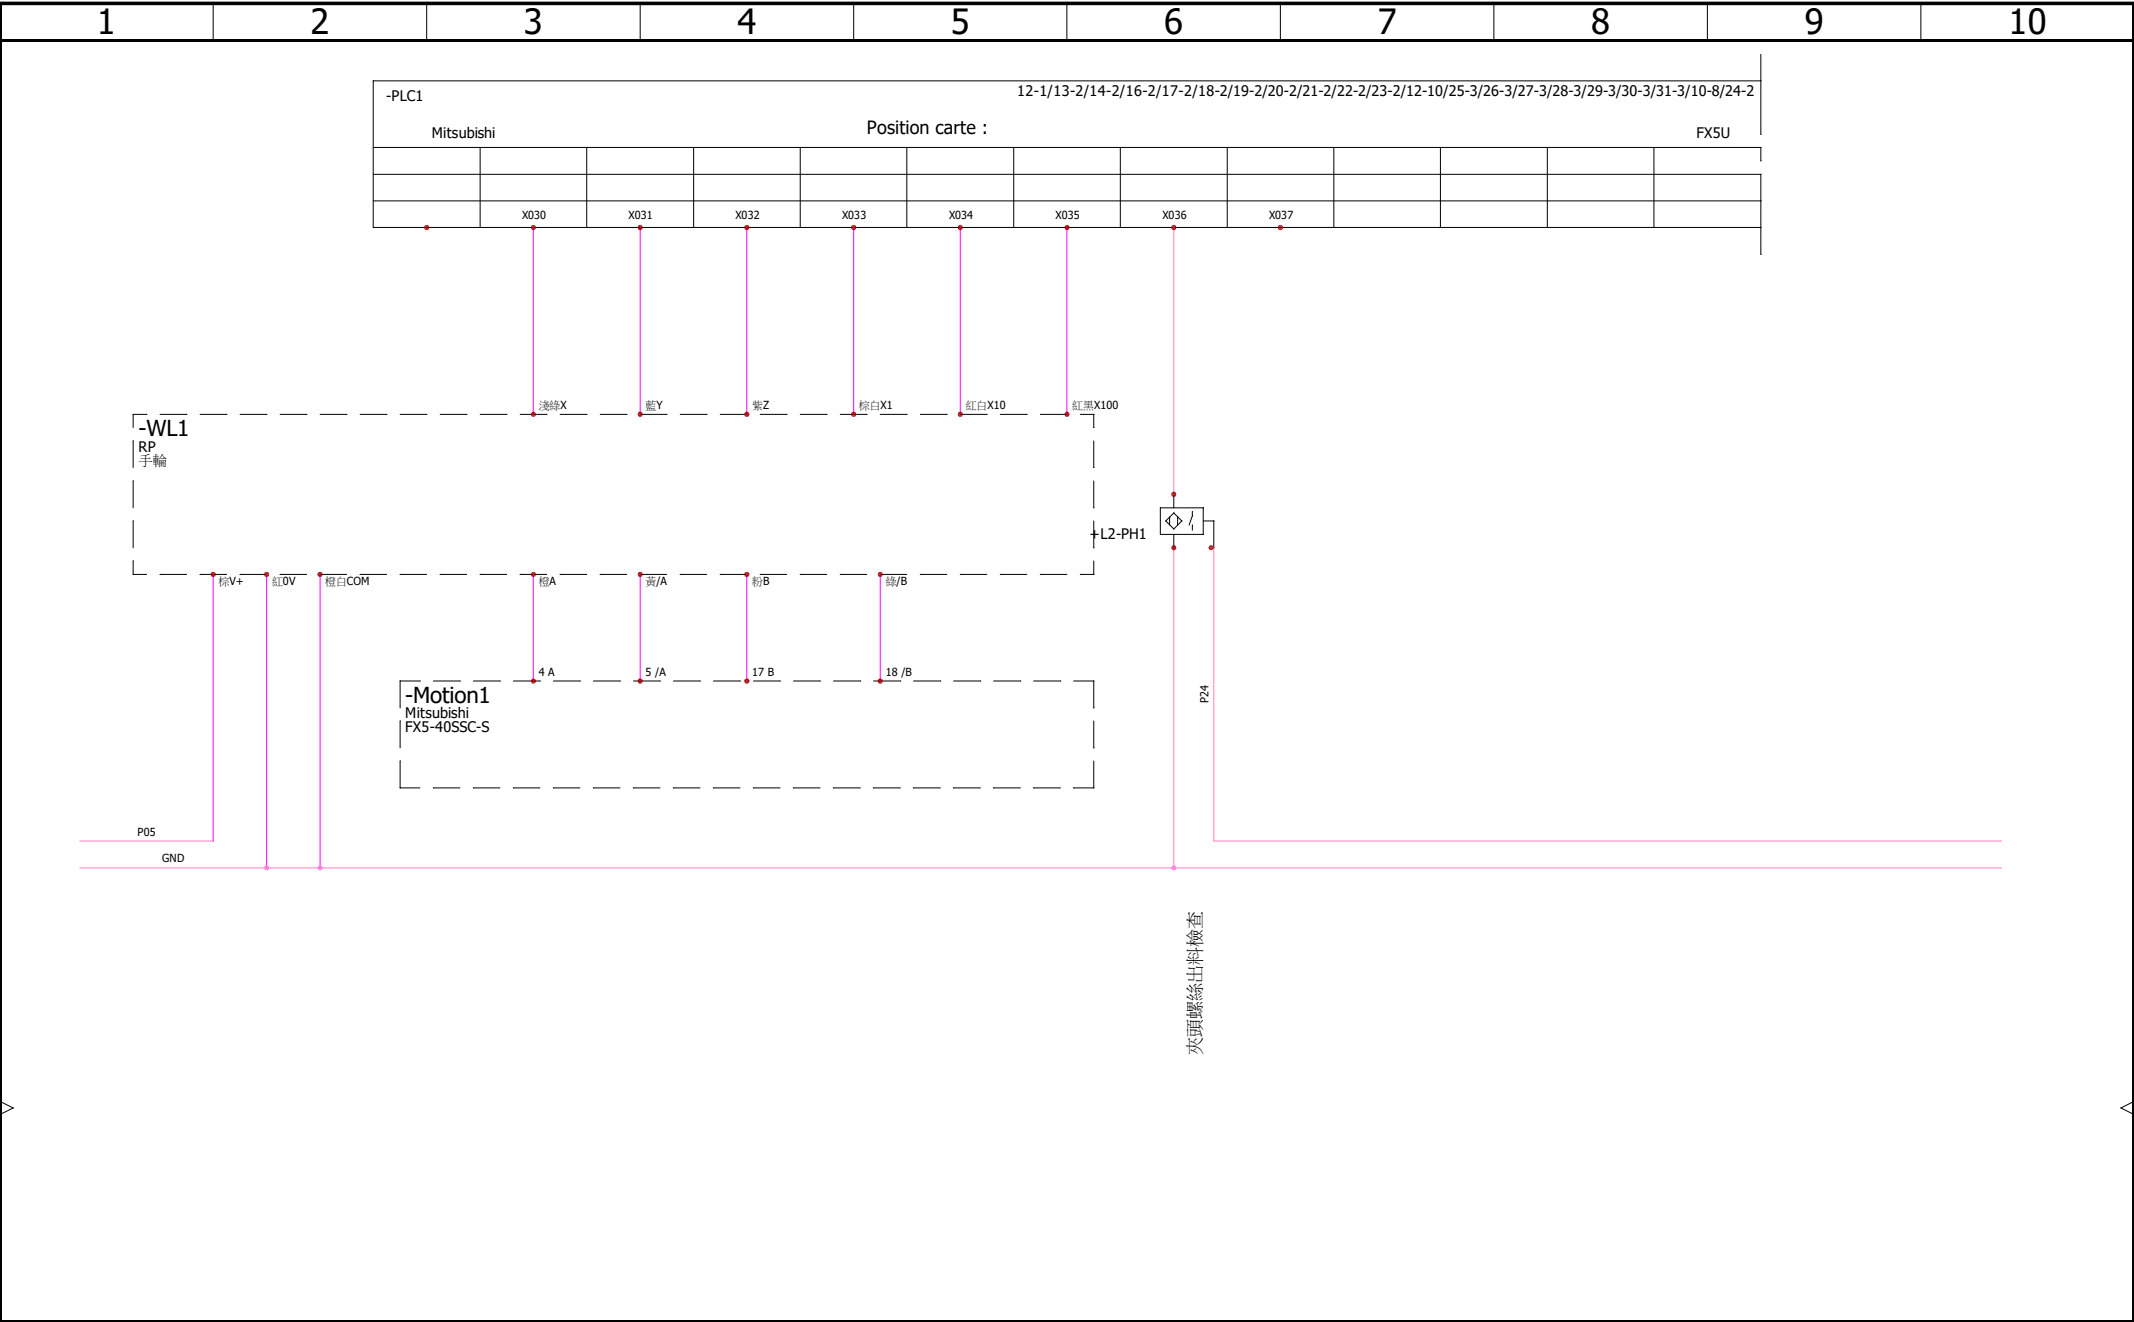 1 2 3 4 5 6 7 8 9 10
-PLC1
12-1/13-2/14-2/16-2/17-2/18-2/19-2/20-2/21-2/22-2/23-2/12-10/25-3/26-3/27-3/28-3/29-3/30-3/31-3/10-8/24-2
Mitsubishi
Position carte :
FX5U
X030 X031 X032 X033 X034 X035 X036 X037
淺綠X 藍Y 紫Z 棕白X1 紅白X10 紅黑X100
-WL1
RP
手輪
+L2-PH1
棕V+ 紅0V 橙白COM 橙A 黃/A 粉B 綠/B
4 A 5 /A 17 B 18 /B
-Motion1
Mitsubishi
FX5-40SSC-S
P24
P05
GND
夾頭螺絲出料檢查